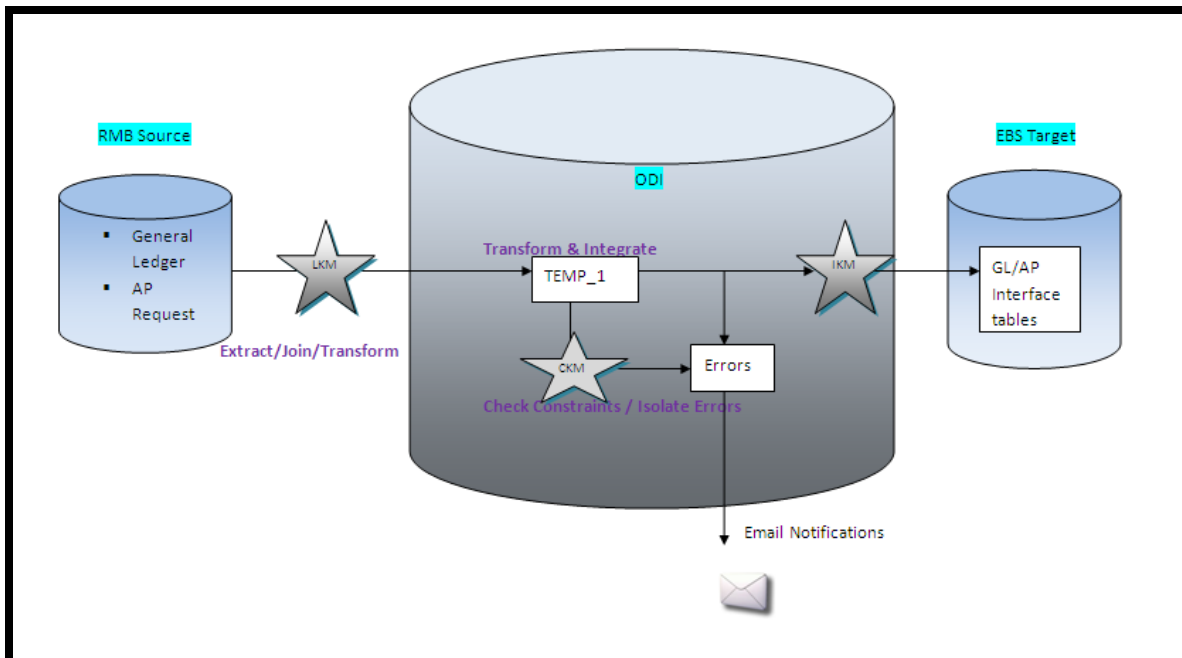 RMB Source
EBS Target
ODI
▪ General
Ledger
▪ AP
Request
LKM
Extract/Join/Transform
Transform & Integrate
TEMP_1
IKM
GL/AP
Interface
tables
CKM
Errors
Check Constraints / Isolate Errors
Email Notifications